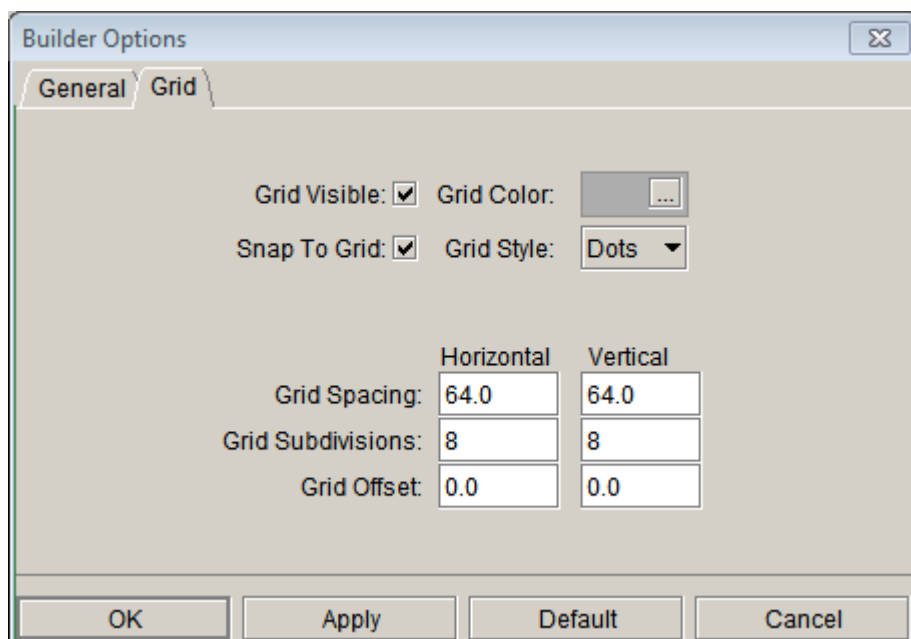 Builder Options
General Grid
Grid Visible: Grid Color: ...
Snap To Grid: Grid Style: Dots
Horizontal Vertical
Grid Spacing: 64.0 64.0
Grid Subdivisions: 8 8
Grid Offset: 0.0 0.0
OK Apply Default Cancel